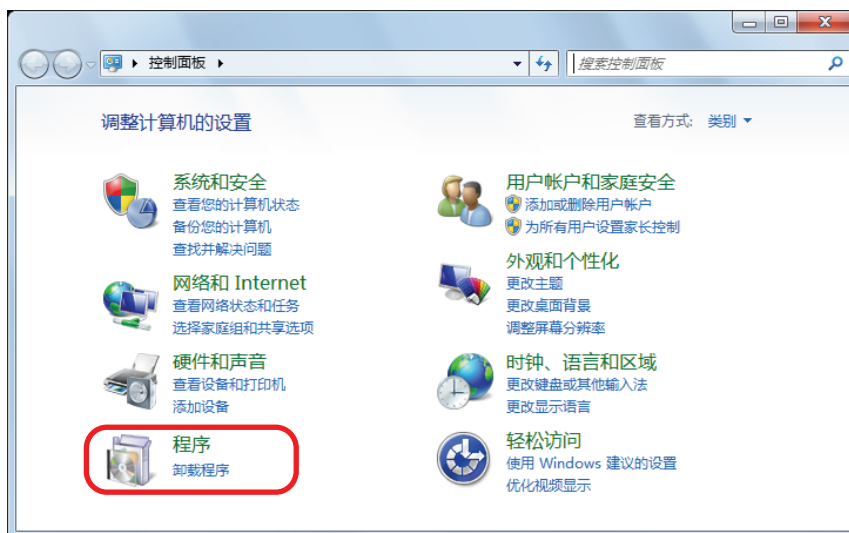 控制面板
搜索控制面板
调整计算机的设置
查看方式: 类别
系统和安全
查看您的计算机状态
备份您的计算机
查找并解决问题
网络和 Internet
查看网络状态和任务
选择家庭组和共享选项
硬件和声音
查看设备和打印机
添加设备
程序
卸载程序
用户帐户和家庭安全
添加或删除用户帐户
为所有用户设置家长控制
外观和个性化
更改主题
更改桌面背景
调整屏幕分辨率
时钟、语言和区域
更改键盘或其他输入法
更改显示语言
轻松访问
使用 Windows 建议的设置
优化视频显示